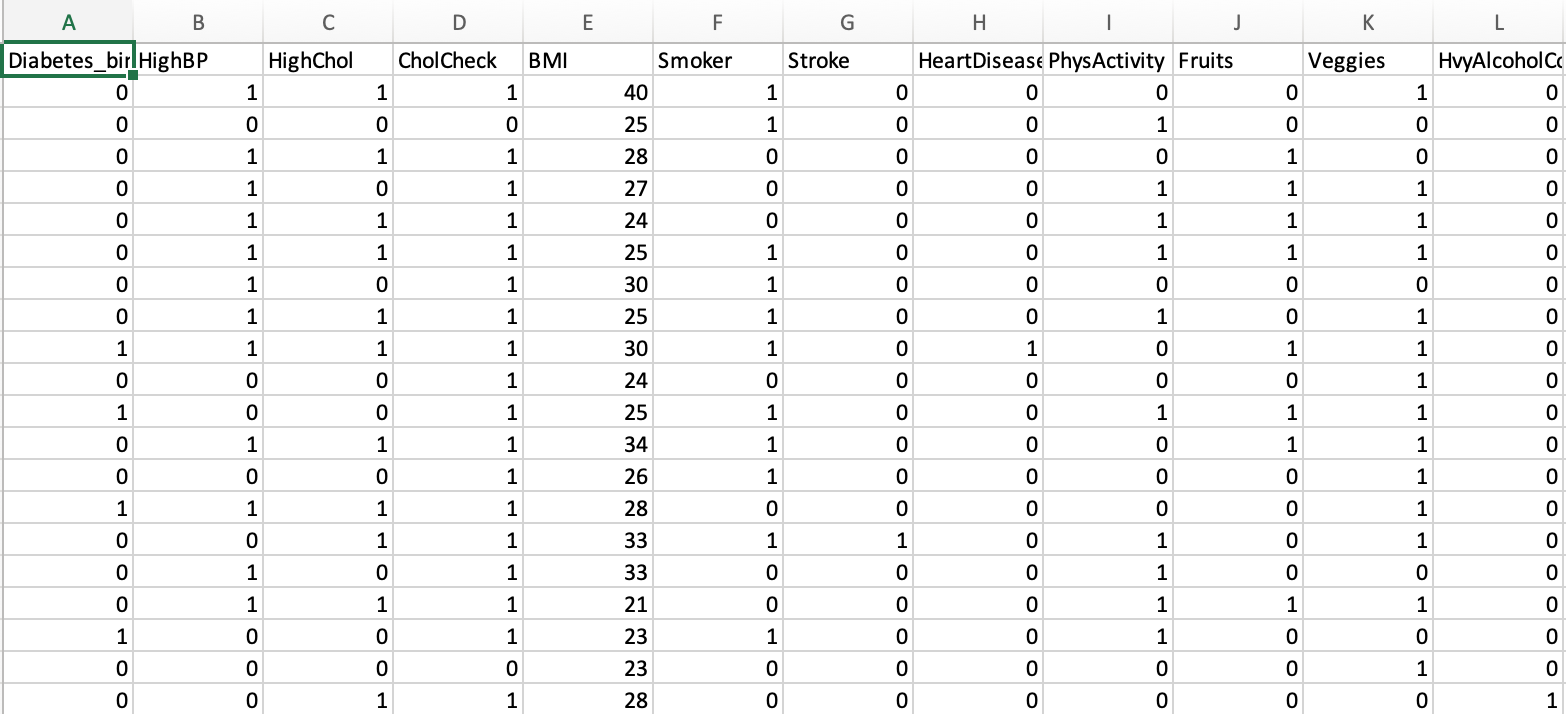 A B C D E F G H I J K L
Diabetes_bir HighBP HighChol CholCheck BMI Smoker Stroke HeartDisease PhysActivity Fruits Veggies HvyAlcoholCo
0 1 1 1 40 1 0 0 0 0 1 0
0 0 0 0 25 1 0 0 1 0 0 0
0 1 1 1 28 0 0 0 0 1 0 0
0 1 0 1 27 0 0 0 1 1 1 0
0 1 1 1 24 0 0 0 1 1 1 0
0 1 1 1 25 1 0 0 1 1 1 0
0 1 0 1 30 1 0 0 0 0 0 0
0 1 1 1 25 1 0 0 1 0 1 0
1 1 1 1 30 1 0 1 0 1 1 0
0 0 0 1 24 0 0 0 0 0 1 0
1 0 0 1 25 1 0 0 1 1 1 0
0 1 1 1 34 1 0 0 0 1 1 0
0 0 0 1 26 1 0 0 0 0 1 0
1 1 1 1 28 0 0 0 0 0 1 0
0 0 1 1 33 1 1 0 1 0 1 0
0 1 0 1 33 0 0 0 1 0 0 0
0 1 1 1 21 0 0 0 1 1 1 0
1 0 0 1 23 1 0 0 1 0 0 0
0 0 0 0 23 0 0 0 0 0 1 0
0 0 1 1 28 0 0 0 0 0 0 1